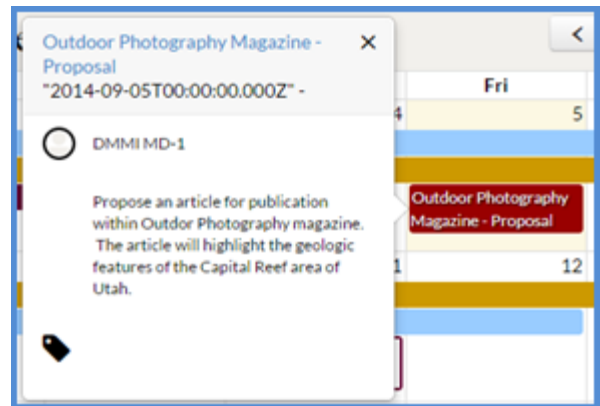 Outdoor Photography Magazine -
Proposal
"2014-09-05T00:00:00.000Z" -
DMMI MD-1
Propose an article for publication
within Outdor Photography magazine.
The article will highlight the geologic
features of the Capital Reef area of
Utah.
Fri
4
5
Outdoor Photography
Magazine - Proposal
1
12